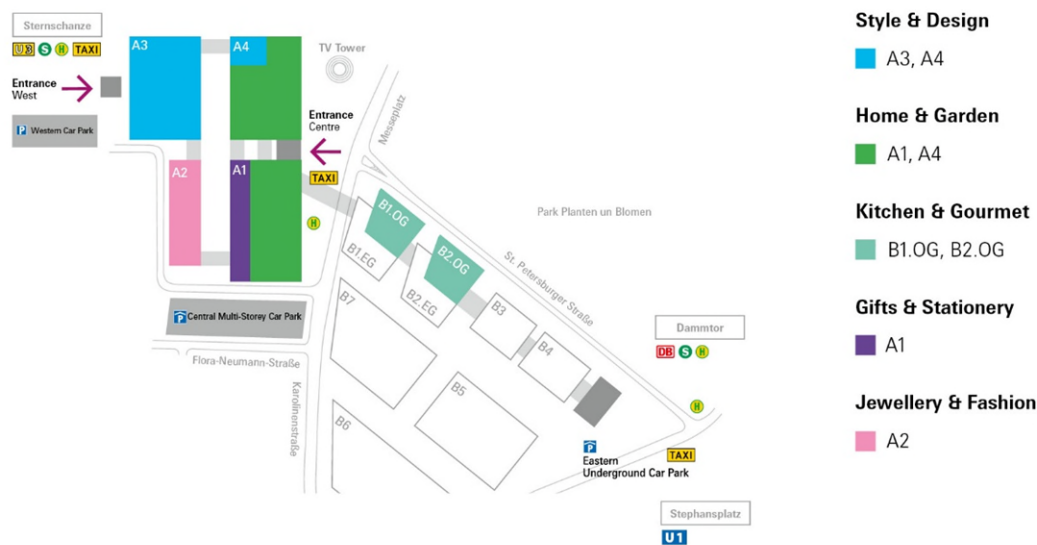 Sternschanze
U3 S H TAXI
Entrance
West
P Western Car Park
A3
A4
TV Tower
Entrance
Centre
Messeplatz
TAXI
A2
A1
H
B1.OG
B1.EG
B2.OG
B2.EG
Park Planten un Blomen
St. Petersburger Straße
B3
B4
B7
B5
B6
P Central Multi-Storey Car Park
Flora-Neumann-Straße
Karolinenstraße
Dammtor
DB S H
H
P
Eastern
Underground Car Park
TAXI
Stephansplatz
U1
Style & Design
A3, A4
Home & Garden
A1, A4
Kitchen & Gourmet
B1.OG, B2.OG
Gifts & Stationery
A1
Jewellery & Fashion
A2